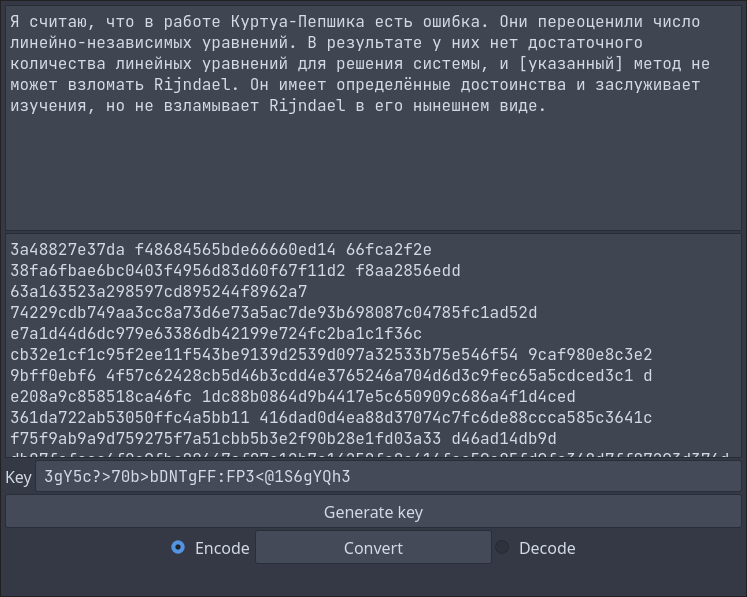 Я считаю, что в работе Куртуа-Пепшика есть ошибка. Они переоценили число
линейно-независимых уравнений. В результате у них нет достаточного
количества линейных уравнений для решения системы, и [указанный] метод не
может взломать Rijndael. Он имеет определённые достоинства и заслуживает
изучения, но не взламывает Rijndael в его нынешнем виде.
3a48827e37da f48684565bde66660ed14 66fca2f2e
38fa6fbae6bc0403f4956d83d60f67f11d2 f8aa2856edd
63a163523a298597cd895244f8962a7
74229cdb749aa3cc8a73d6e73a5ac7de93b698087c04785fc1ad52d
e7a1d44d6dc979e63386db42199e724fc2ba1c1f36c
cb32e1cf1c95f2ee11f543be9139d2539d097a32533b75e546f54 9caf980e8c3e2
9bff0ebf6 4f57c62428cb5d46b3cdd4e3765246a704d6d3c9fec65a5cdced3c1 d
e208a9c858518ca46fc 1dc88b0864d9b4417e5c650909c686a4f1d4ced
361da722ab53050ffc4a5bb11 416dad0d4ea88d37074c7fc6de88ccca585c3641c
f75f9ab9a9d759275f7a51cbb5b3e2f90b28e1fd03a33 d46ad14db9d
Key 3gY5c?>70b>bDNTgFF:FP3<@1S6gYQh3
Generate key
Encode Convert Decode